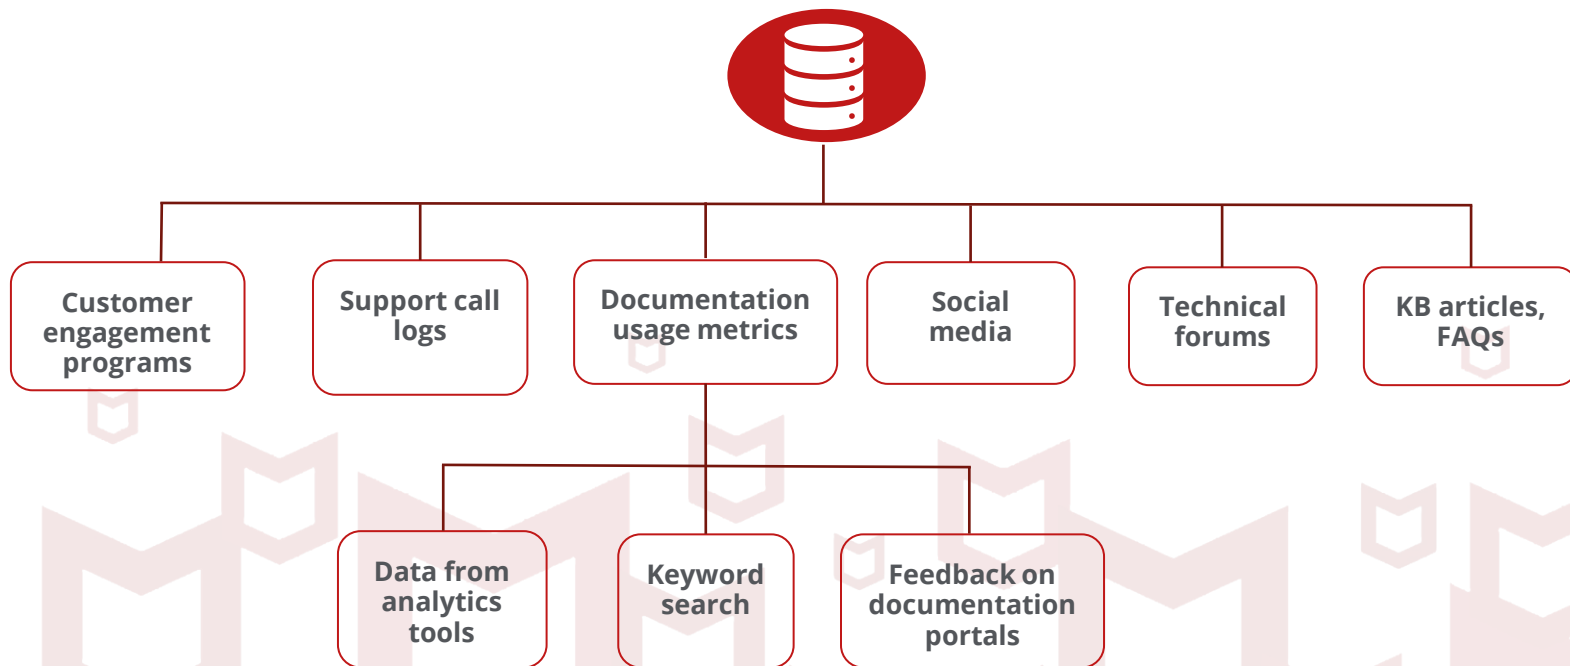 Customer
engagement
programs
Support call
logs
Documentation
usage metrics
Social
media
Technical
forums
KB articles,
FAQs
Data from
analytics
tools
Keyword
search
Feedback on
documentation
portals